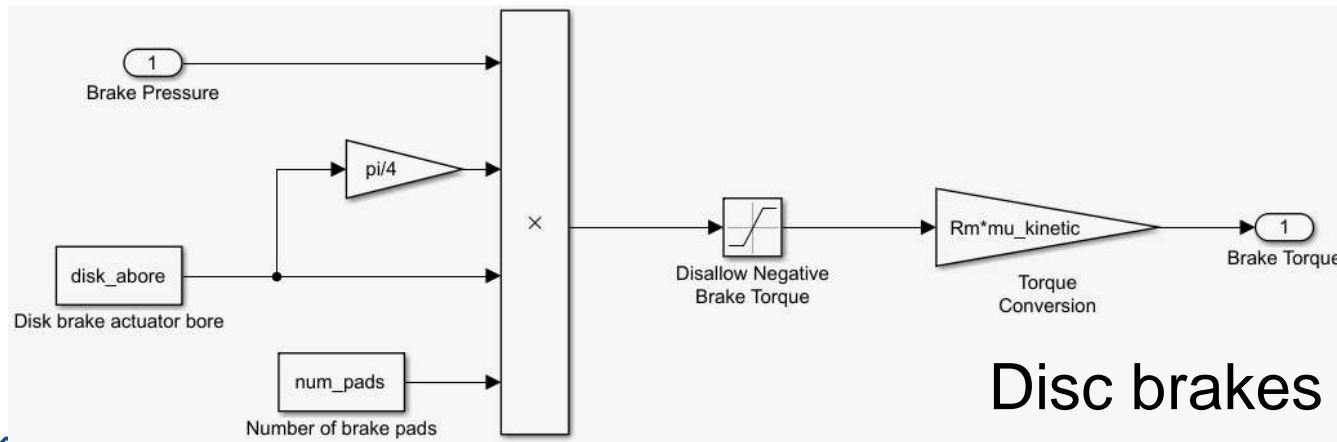 1
Brake Pressure
pi/4
disk_abore
Disk brake actuator bore
num_pads
Number of brake pads
×
Disallow Negative
Brake Torque
Rm*mu_kinetic
Torque
Conversion
1
Brake Torque
Disc brakes